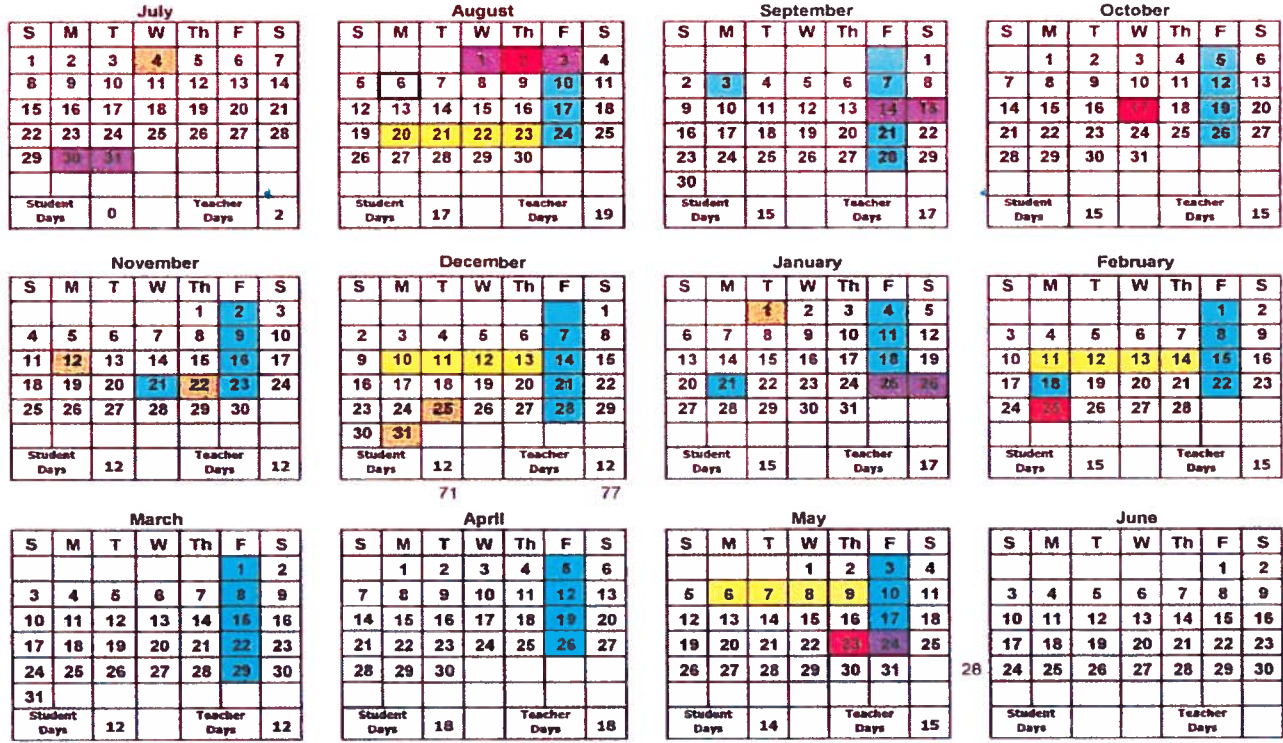 July
S M T W Th F S
1 2 3 4 5 6 7
8 9 10 11 12 13 14
15 16 17 18 19 20 21
22 23 24 25 26 27 28
29 30 31
Student Teacher
Days 0 Days 2
August
S M T W Th F S
1 2 3 4
5 6 7 8 9 10 11
12 13 14 15 16 17 18
19 20 21 22 23 24 25
26 27 28 29 30
Student Teacher
Days 17 Days 19
September
S M T W Th F S
1
2 3 4 5 6 7 8
9 10 11 12 13 14 15
16 17 18 19 20 21 22
23 24 25 26 27 28 29
30
Student Teacher
Days 15 Days 17
October
S M T W Th F S
1 2 3 4 5 6
7 8 9 10 11 12 13
14 15 16 17 18 19 20
21 22 23 24 25 26 27
28 29 30 31
Student Teacher
Days 15 Days 15
November
S M T W Th F S
1 2 3
4 5 6 7 8 9 10
11 12 13 14 15 16 17
18 19 20 21 22 23 24
25 26 27 28 29 30
Student Teacher
Days 12 Days 12
December
S M T W Th F S
1
2 3 4 5 6 7 8
9 10 11 12 13 14 15
16 17 18 19 20 21 22
23 24 25 26 27 28 29
30 31
Student Teacher
Days 12 Days 12
71 77
January
S M T W Th F S
1 2 3 4 5
6 7 8 9 10 11 12
13 14 15 16 17 18 19
20 21 22 23 24 25 26
27 28 29 30 31
Student Teacher
Days 15 Days 17
February
S M T W Th F S
1 2
3 4 5 6 7 8 9
10 11 12 13 14 15 16
17 18 19 20 21 22 23
24 25 26 27 28
Student Teacher
Days 15 Days 15
March
S M T W Th F S
1 2
3 4 5 6 7 8 9
10 11 12 13 14 15 16
17 18 19 20 21 22 23
24 25 26 27 28 29 30
31
Student Teacher
Days 12 Days 12
April
S M T W Th F S
1 2 3 4 5 6
7 8 9 10 11 12 13
14 15 16 17 18 19 20
21 22 23 24 25 26 27
28 29 30
Student Teacher
Days 18 Days 18
May
S M T W Th F S
1 2 3 4
5 6 7 8 9 10 11
12 13 14 15 16 17 18
19 20 21 22 23 24 25
26 27 28 29 30 31
Student Teacher
Days 14 Days 15
28
June
S M T W Th F S
1 2
3 4 5 6 7 8 9
10 11 12 13 14 15 16
17 18 19 20 21 22 23
24 25 26 27 28 29 30
Student Teacher
Days Days